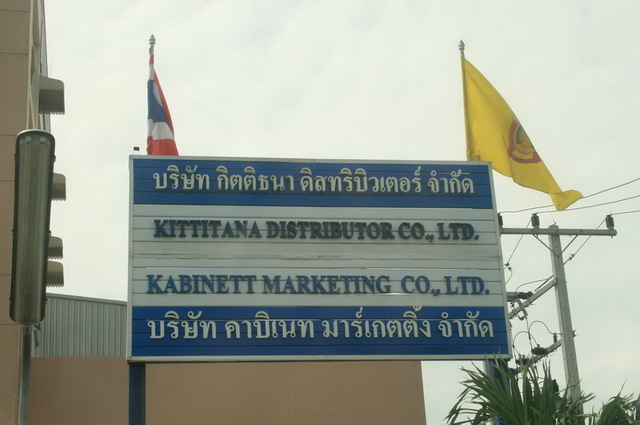 บริษัท กิตติธนา ดิสทริบิวเตอร์ จำกัด
KITTITANA DISTRIBUTOR CO., LTD.
KABINETT MARKETING CO., LTD.
บริษัท คาบิเนท มาร์เกตติ้ง จำกัด